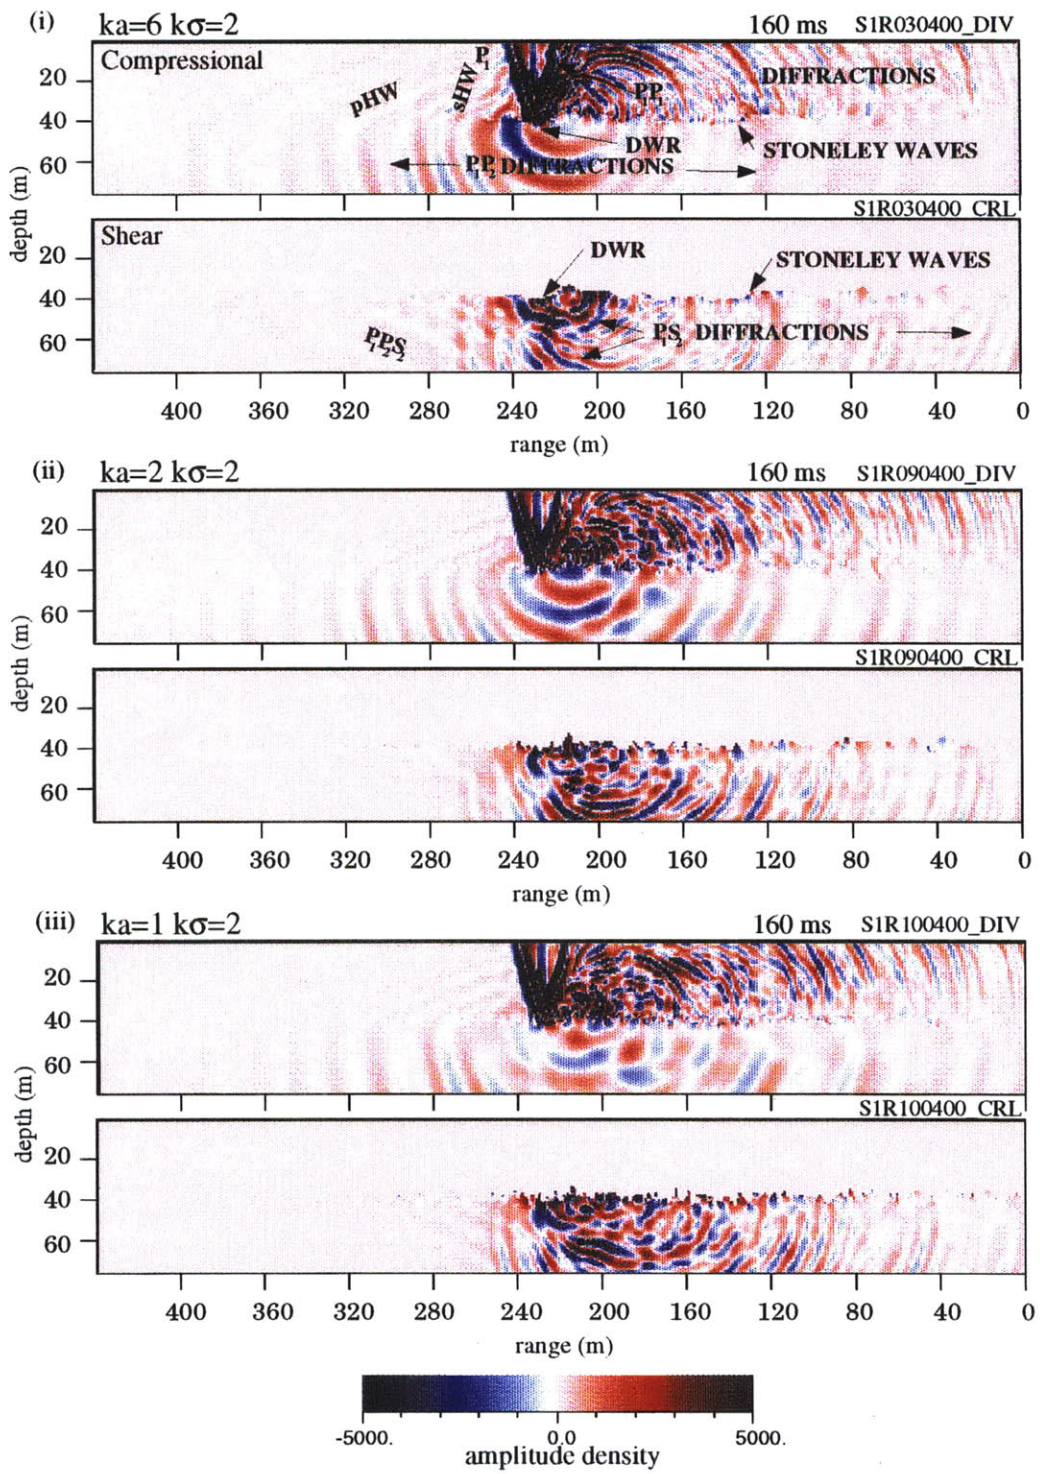 (i) ka=6 kσ=2 160 ms S1R030400_DIV
Compressional
P₁
pHW
sHW
P₁P₁
DIFFRACTIONS
DWR
STONELEY WAVES
P₁P₂ DIFFRACTIONS
20
40
60
depth (m)
S1R030400_CRL
Shear
DWR
STONELEY WAVES
P₁S₂ DIFFRACTIONS
P₁P₂S₂
20
40
60
400 360 320 280 240 200 160 120 80 40 0
range (m)
(ii) ka=2 kσ=2 160 ms S1R090400_DIV
20
40
60
depth (m)
S1R090400_CRL
20
40
60
400 360 320 280 240 200 160 120 80 40 0
range (m)
(iii) ka=1 kσ=2 160 ms S1R100400_DIV
20
40
60
depth (m)
S1R100400_CRL
20
40
60
400 360 320 280 240 200 160 120 80 40 0
range (m)
-5000. 0.0 5000.
amplitude density